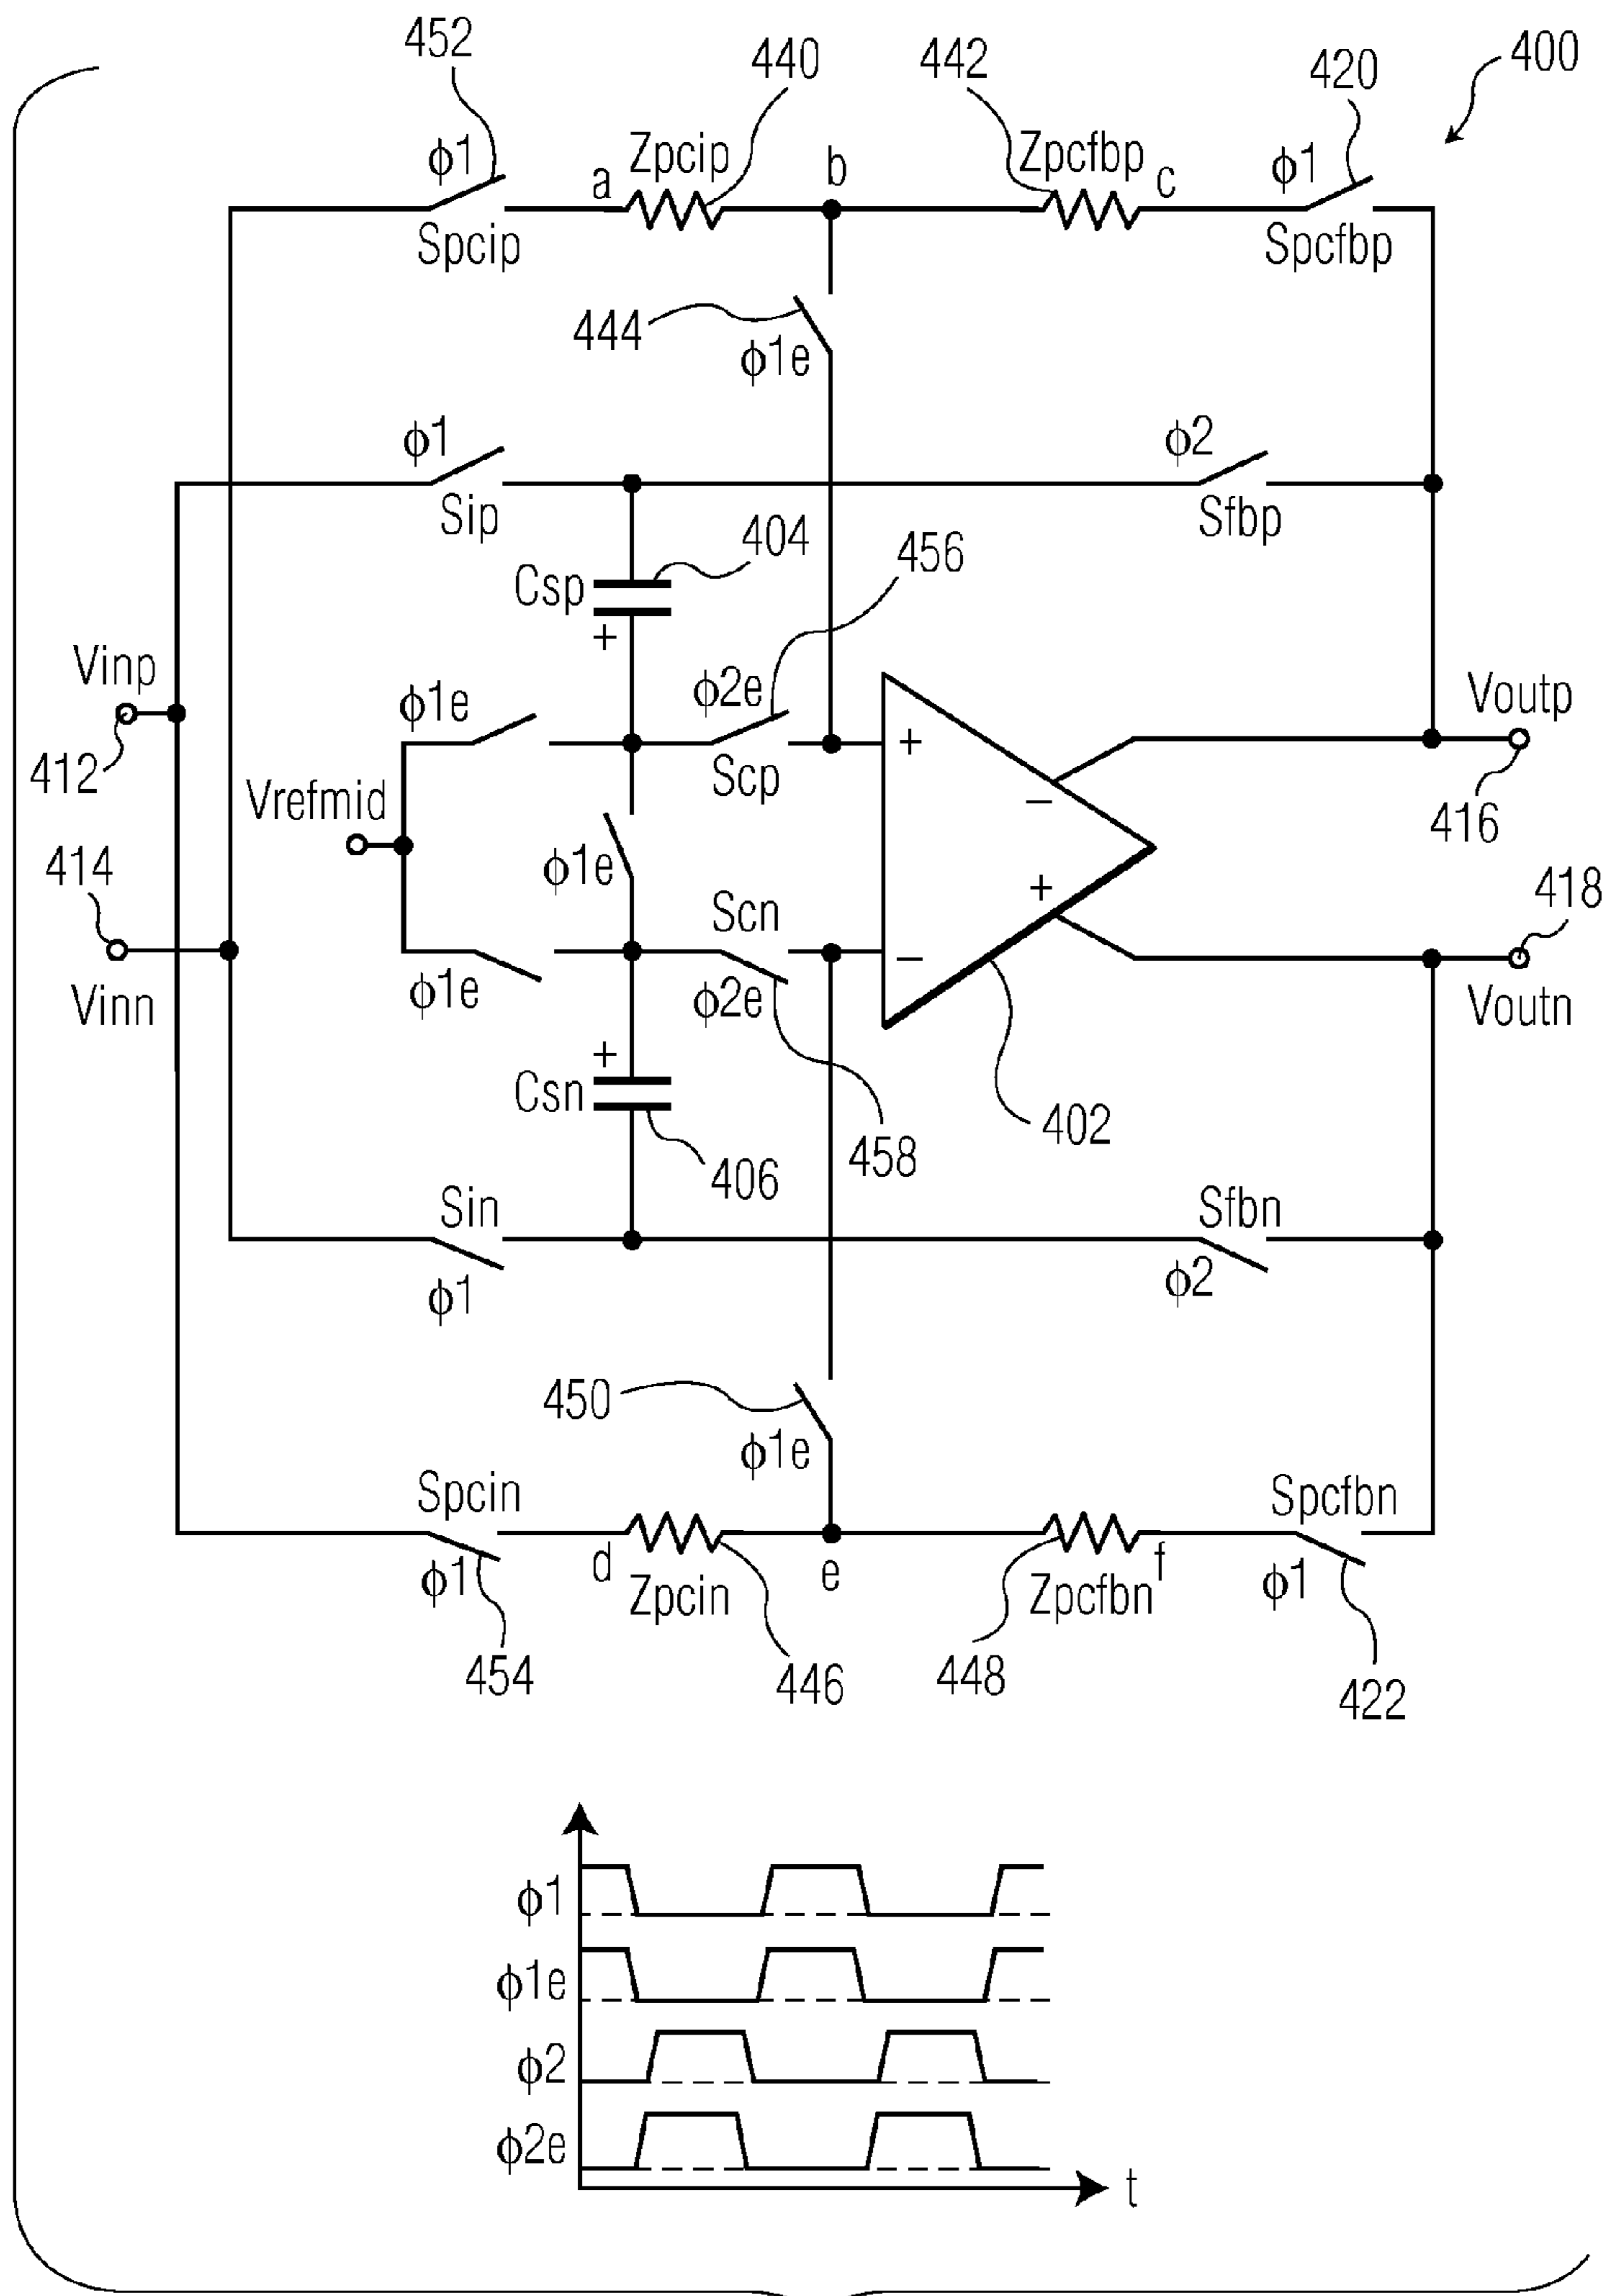 452
440
442
420
400
ϕ1
Zpcip
b
Zpcfbp
ϕ1
a
c
Spcip
Spcfbp
444
ϕ1e
ϕ1
ϕ2
Sip
Sfbp
404
456
Csp
+
Vinp
ϕ1e
ϕ2e
Voutp
412
Scp
+
Vrefmid
−
416
414
ϕ1e
Scn
+
418
−
Vinn
ϕ1e
ϕ2e
Voutn
+
Csn
402
458
406
Sin
Sfbn
ϕ1
ϕ2
450
ϕ1e
Spcin
Spcfbn
ϕ1
d
Zpcin
e
Zpcfbn
f
ϕ1
454
446
448
422
ϕ1
ϕ1e
ϕ2
ϕ2e
t